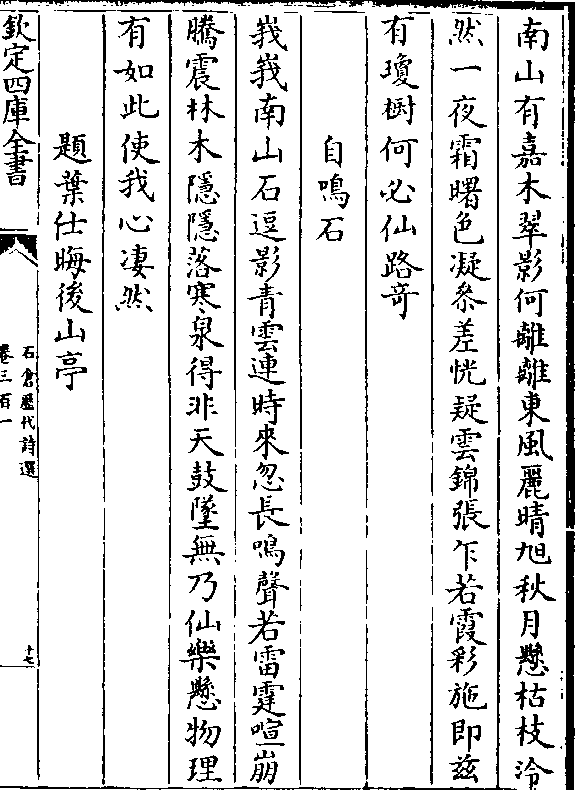 南山有嘉木翠影何離離東風麗晴旭秋月懸枯枝泠
然一夜霜曙色凝參差恍疑雲錦張乍若霞彩施即兹
有瓊樹何必仙路竒
自鳴石
峩峩南山石逗影青雲連時來忽長鳴聲若雷霆喧崩
騰震林木隱隱落寒泉得非天鼓墜無乃仙樂懸物理
有如此使我心凄然
題葉仕晦後山亭
欽定四庫全書
石倉歷代詩選
卷三百一
十七